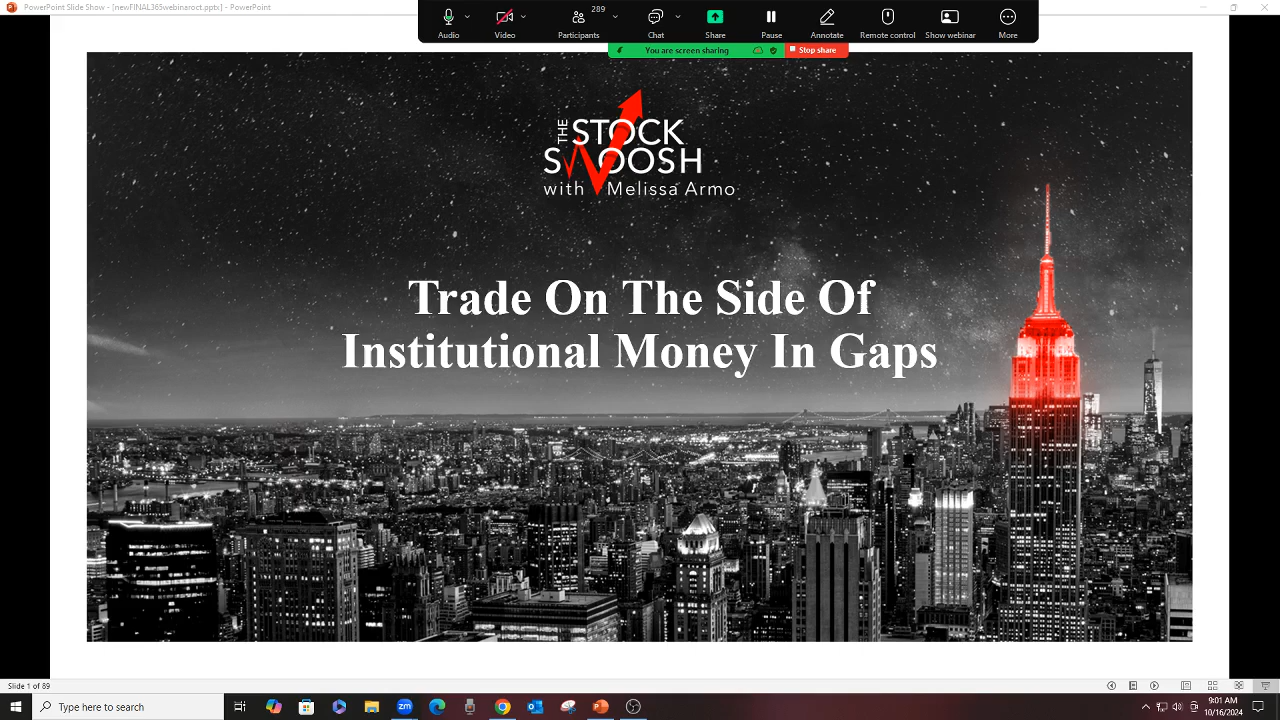 PowerPoint Slide Show - [newFINAL365webinaroct.pptx] - PowerPoint
289
Audio Video Participants Chat Share Pause Annotate Remote control Show webinar More
You are screen sharing Stop share
THE STOCK
SWOOSH
with Melissa Armo
Trade On The Side Of
Institutional Money In Gaps
Slide 1 of 89
Type here to search
9:01 AM
10/16/2024